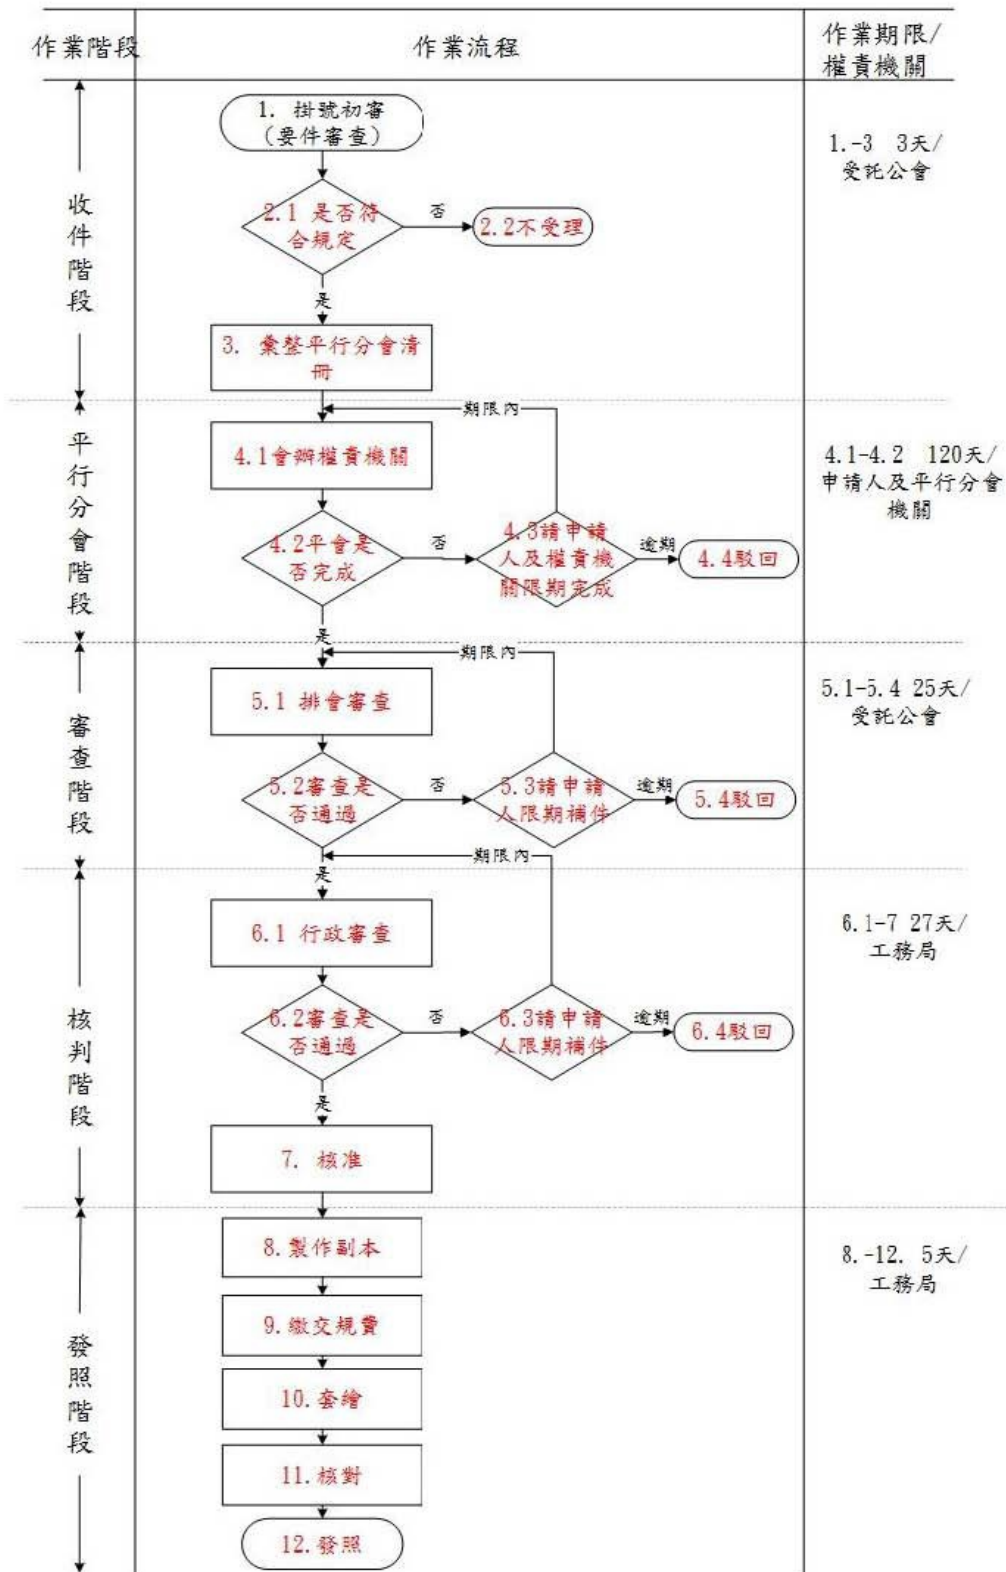 作業階段
作業流程
作業期限/
權責機關
收件階段
1. 掛號初審
(要件審查)
1.-3 3天/
受託公會
2.1 是否符
合規定
否
2.2不受理
是
3. 彙整平行分會清
冊
平行分會階段
期限內
4.1會辦權責機關
4.1-4.2 120天/
申請人及平行分會
機關
4.2平會是
否完成
否
4.3請申請
人及權責機
關限期完成
逾期
4.4駁回
是
審查階段
期限內
5.1 排會審查
5.1-5.4 25天/
受託公會
5.2審查是
否通過
否
5.3請申請
人限期補件
逾期
5.4駁回
是
核判階段
期限內
6.1 行政審查
6.1-7 27天/
工務局
6.2審查是
否通過
否
6.3請申請
人限期補件
逾期
6.4駁回
是
7. 核准
發照階段
8.製作副本
8.-12. 5天/
工務局
9.繳交規費
10.套繪
11.核對
12.發照